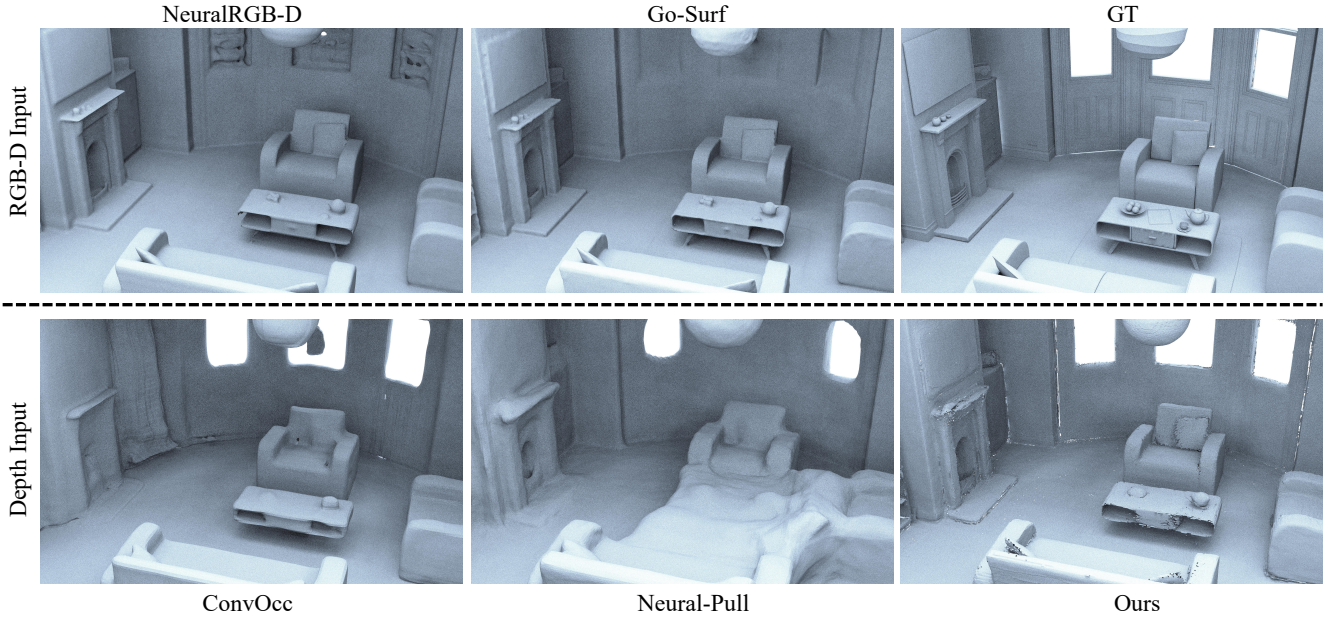 NeuralRGB-D
Go-Surf
GT
RGB-D Input
Depth Input
ConvOcc
Neural-Pull
Ours